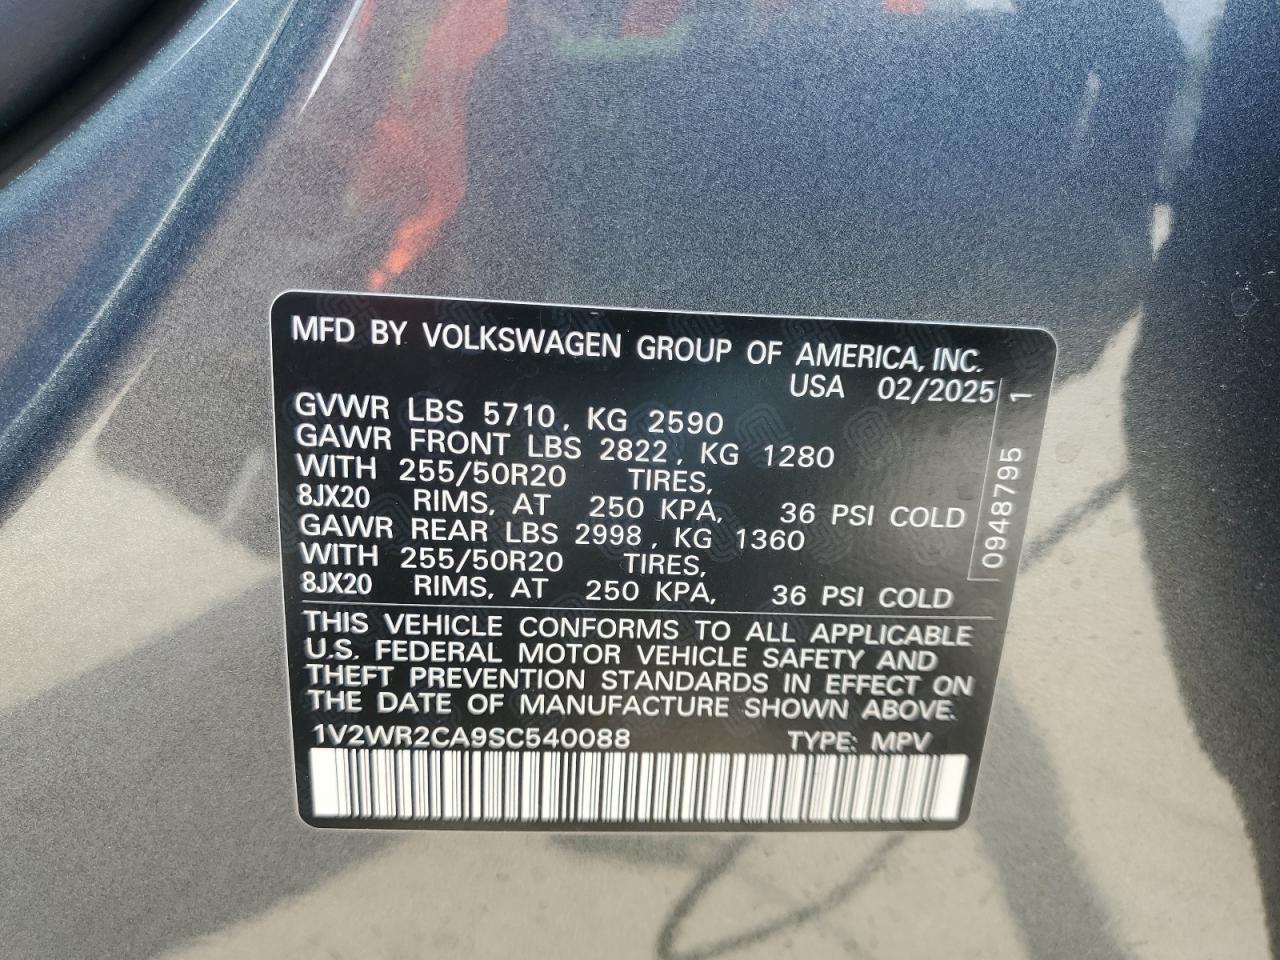 MFD BY VOLKSWAGEN GROUP OF AMERICA, INC.
USA 02/2025
GVWR LBS 5710, KG 2590
GAWR FRONT LBS 2822, KG 1280
WITH 255/50R20 TIRES,
8JX20 RIMS, AT 250 KPA, 36 PSI COLD
GAWR REAR LBS 2998, KG 1360
WITH 255/50R20 TIRES,
8JX20 RIMS, AT 250 KPA, 36 PSI COLD
0948795 1
THIS VEHICLE CONFORMS TO ALL APPLICABLE
U.S. FEDERAL MOTOR VEHICLE SAFETY AND
THEFT PREVENTION STANDARDS IN EFFECT ON
THE DATE OF MANUFACTURE SHOWN ABOVE.
1V2WR2CA9SC540088 TYPE: MPV